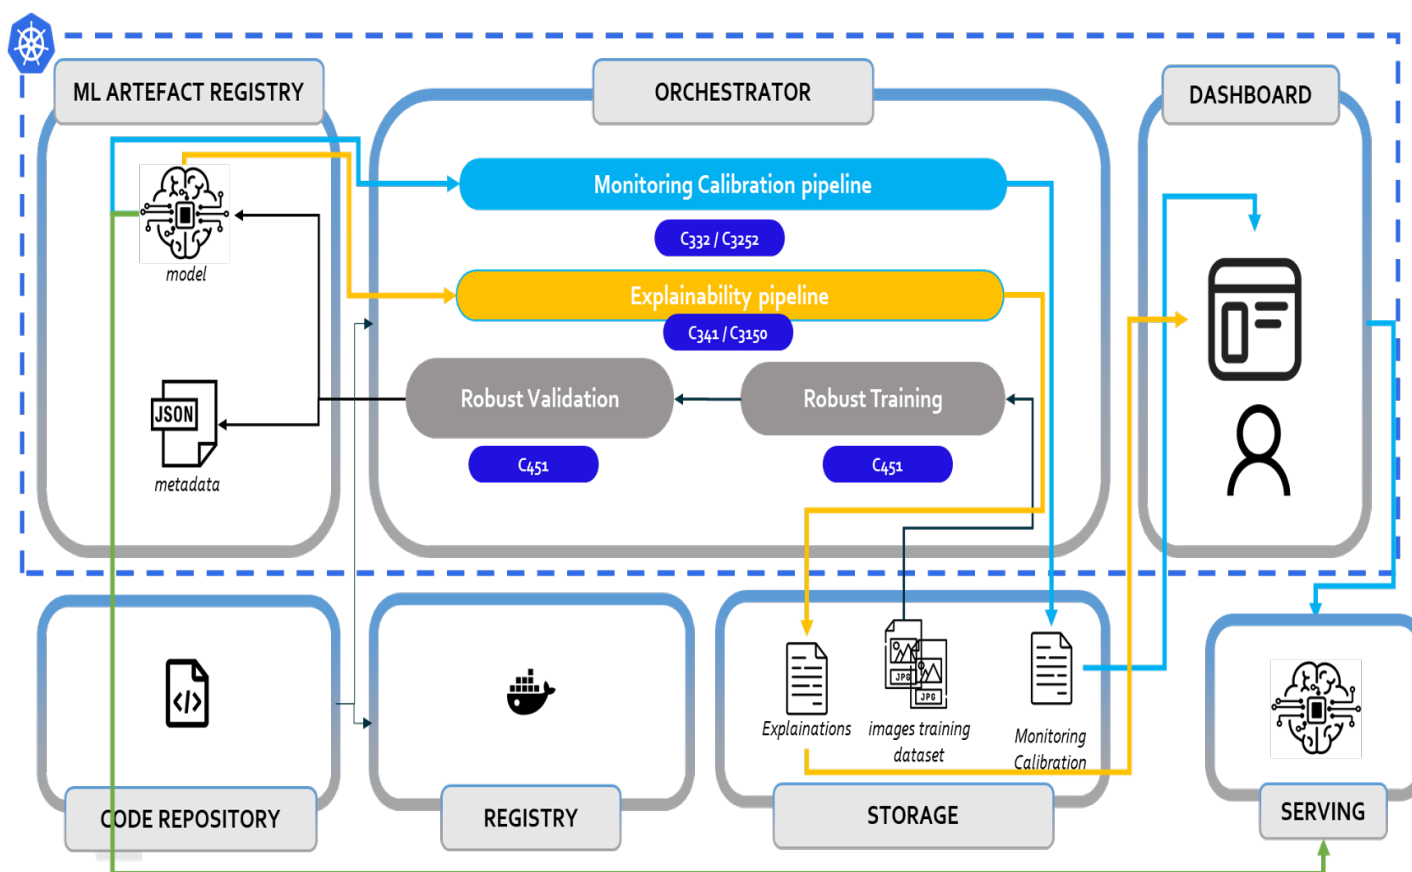 ML ARTEFACT REGISTRY
ORCHESTRATOR
DASHBOARD
Monitoring Calibration pipeline
C332 / C3252
model
Explainability pipeline
C341 / C3150
Robust Validation
Robust Training
JSON
metadata
C451
C451
JPG
JPG
Explainations
images training
dataset
Monitoring
Calibration
CODE REPOSITORY
REGISTRY
STORAGE
SERVING